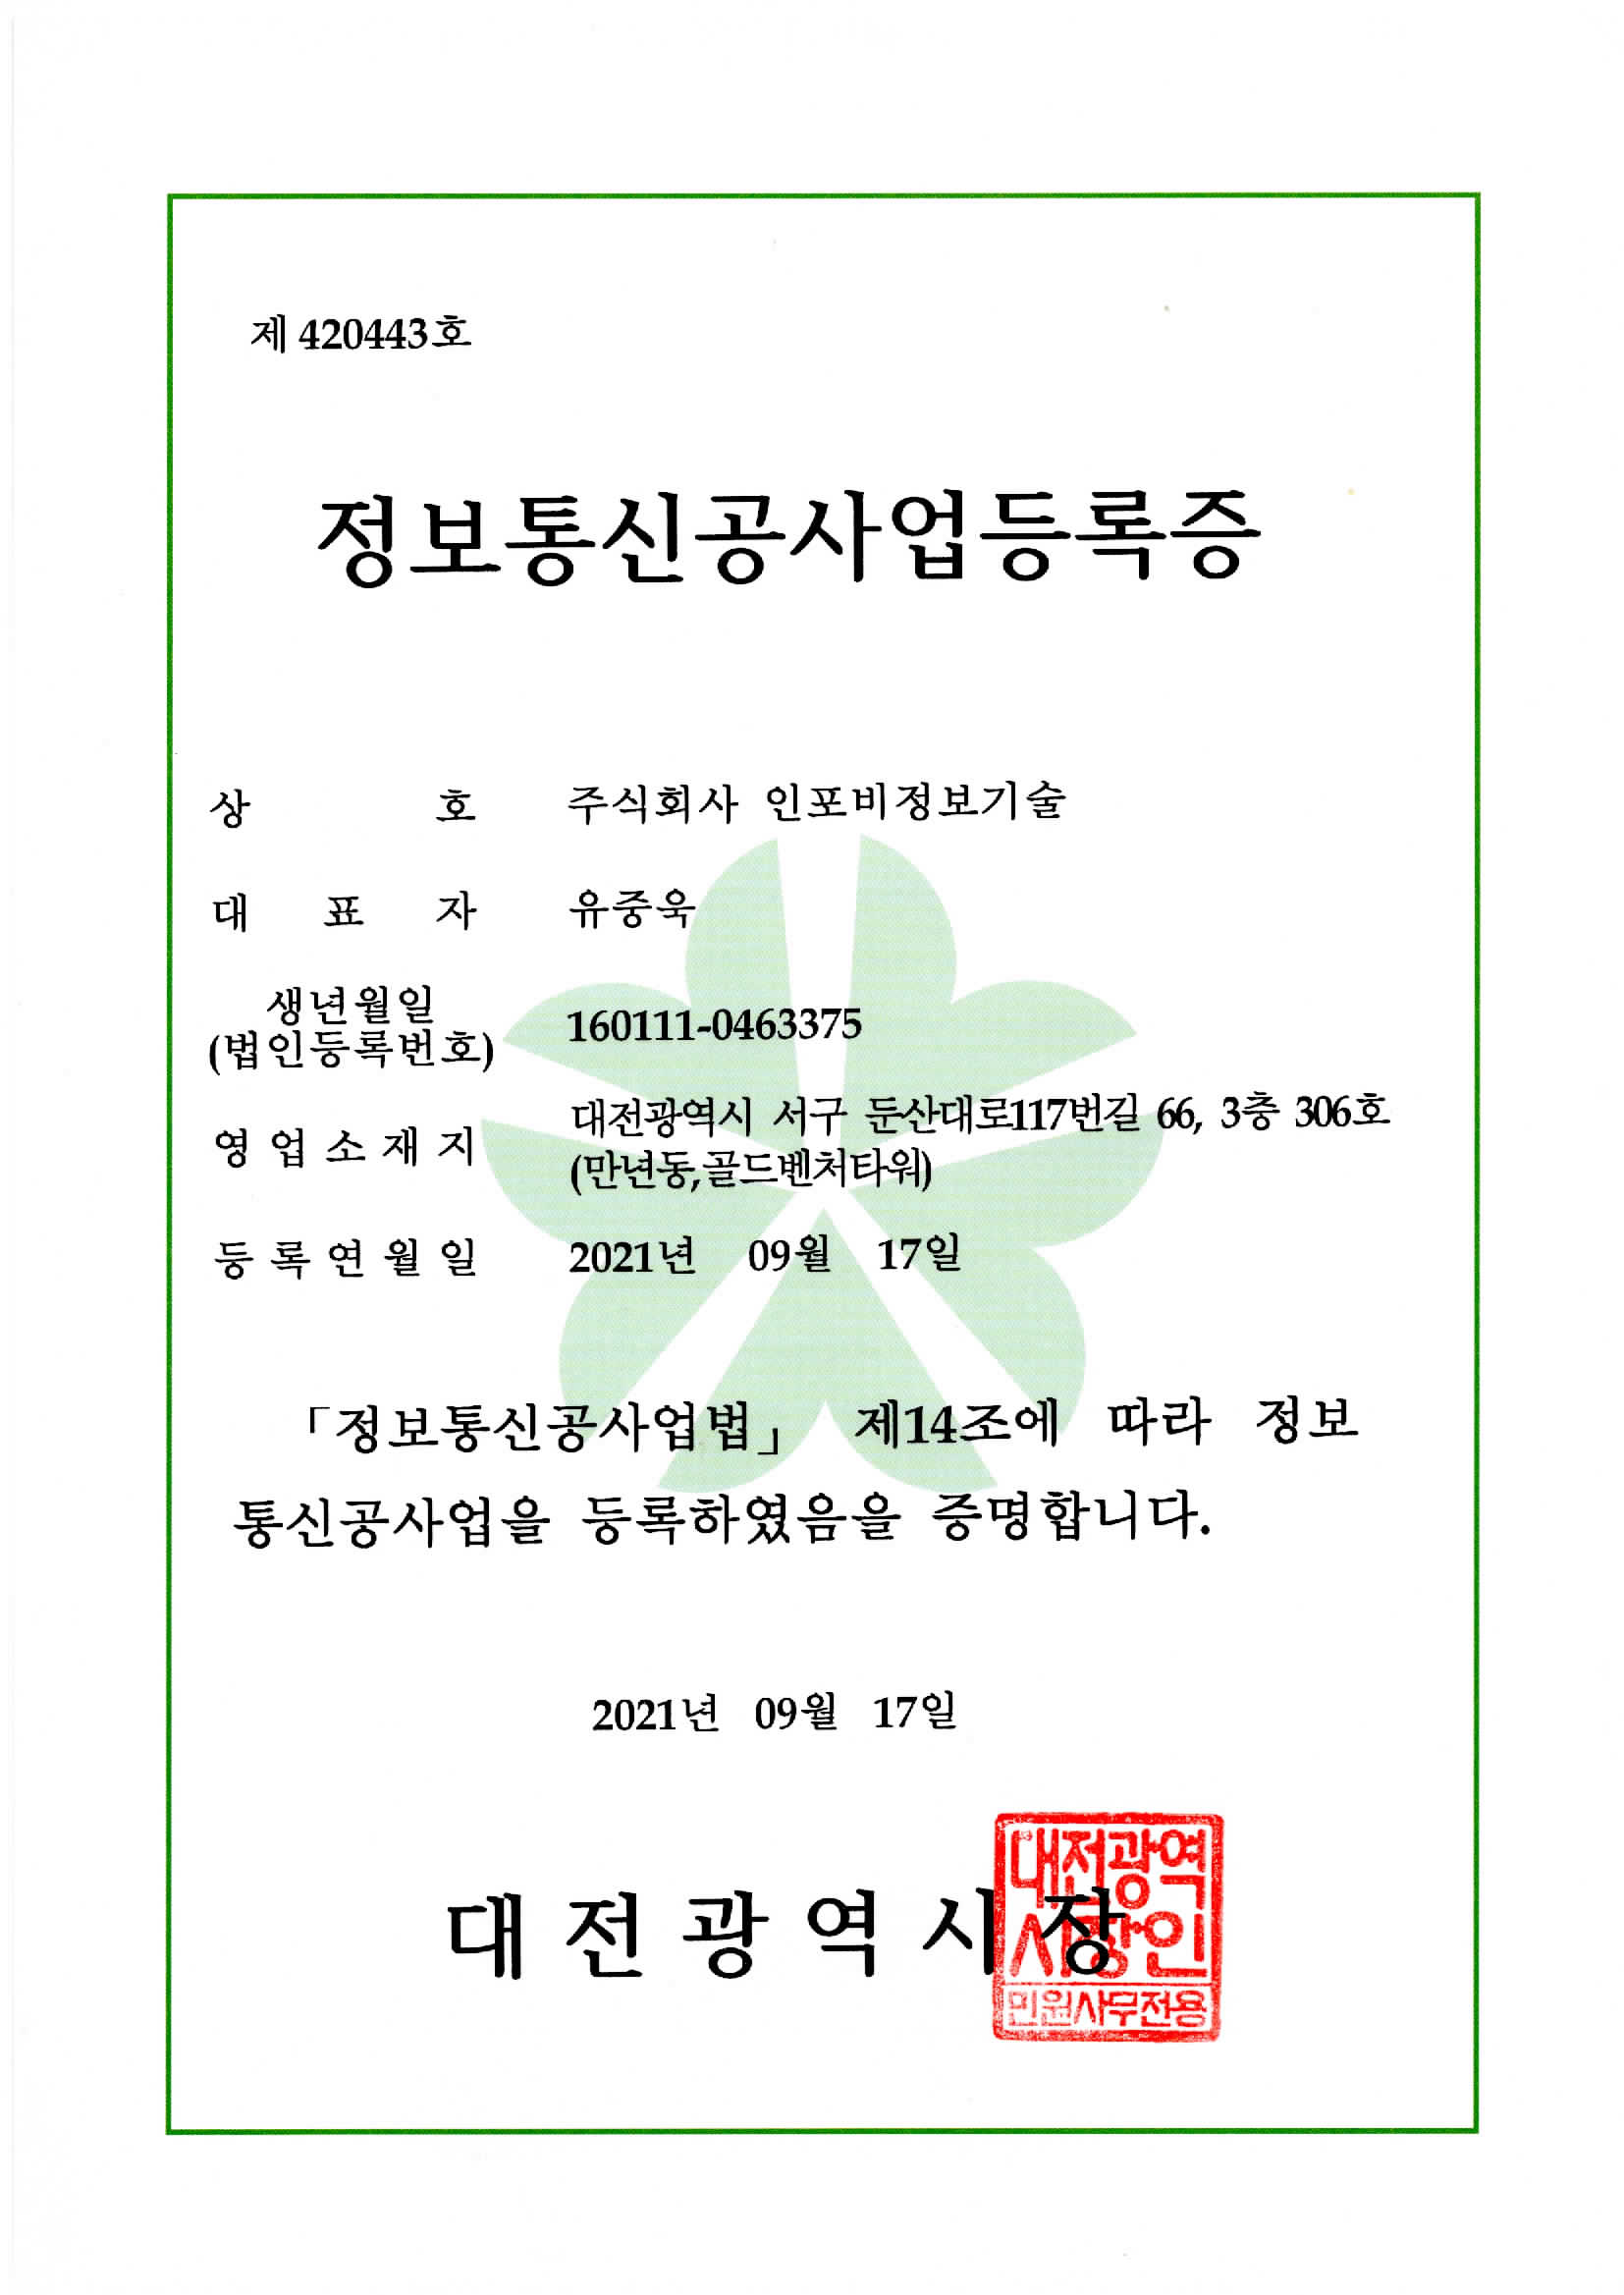 제 420443호
정보통신공사업등록증
상 호 주식회사 인포비정보기술
대 표 자 유중욱
생년월일
(법인등록번호) 160111-0463375
영 업 소 재 지 대전광역시 서구 둔산대로117번길 66, 3층 306호
(만년동,골드벤처타워)
등 록 연 월 일 2021년 09월 17일
「정보통신공사업법」 제14조에 따라 정보
통신공사업을 등록하였음을 증명합니다.
2021년 09월 17일
대 전 광 역 시 장
대전광역
시장인
민원사무전용